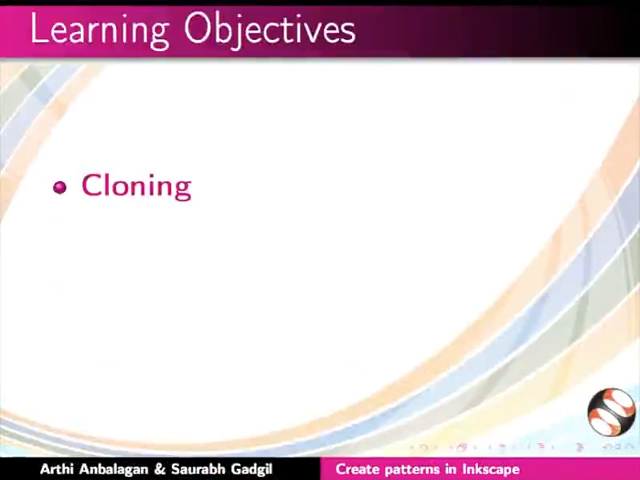 Learning Objectives
Cloning
Arthi Anbalagan & Saurabh Gadgil
Create patterns in Inkscape